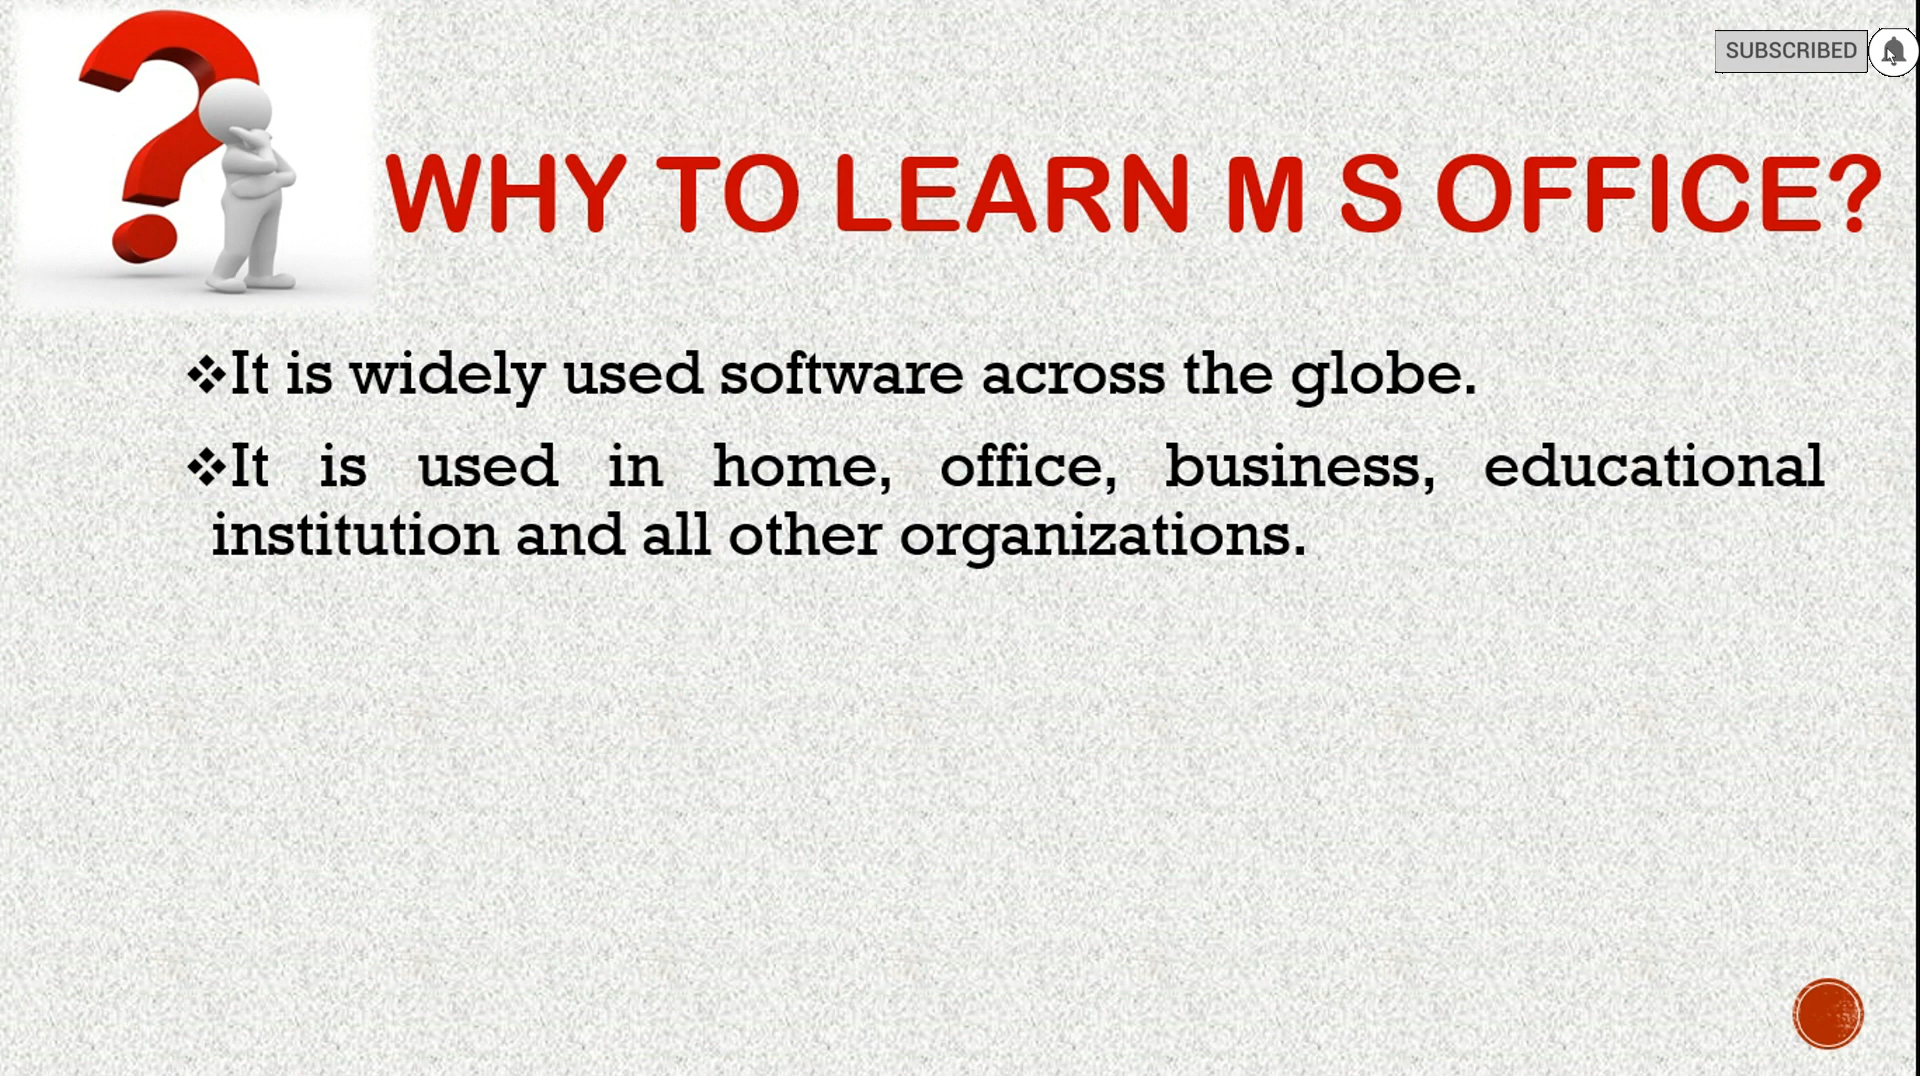 SUBSCRIBED
WHY TO LEARN M S OFFICE?
❖It is widely used software across the globe.
❖It is used in home, office, business, educational
institution and all other organizations.